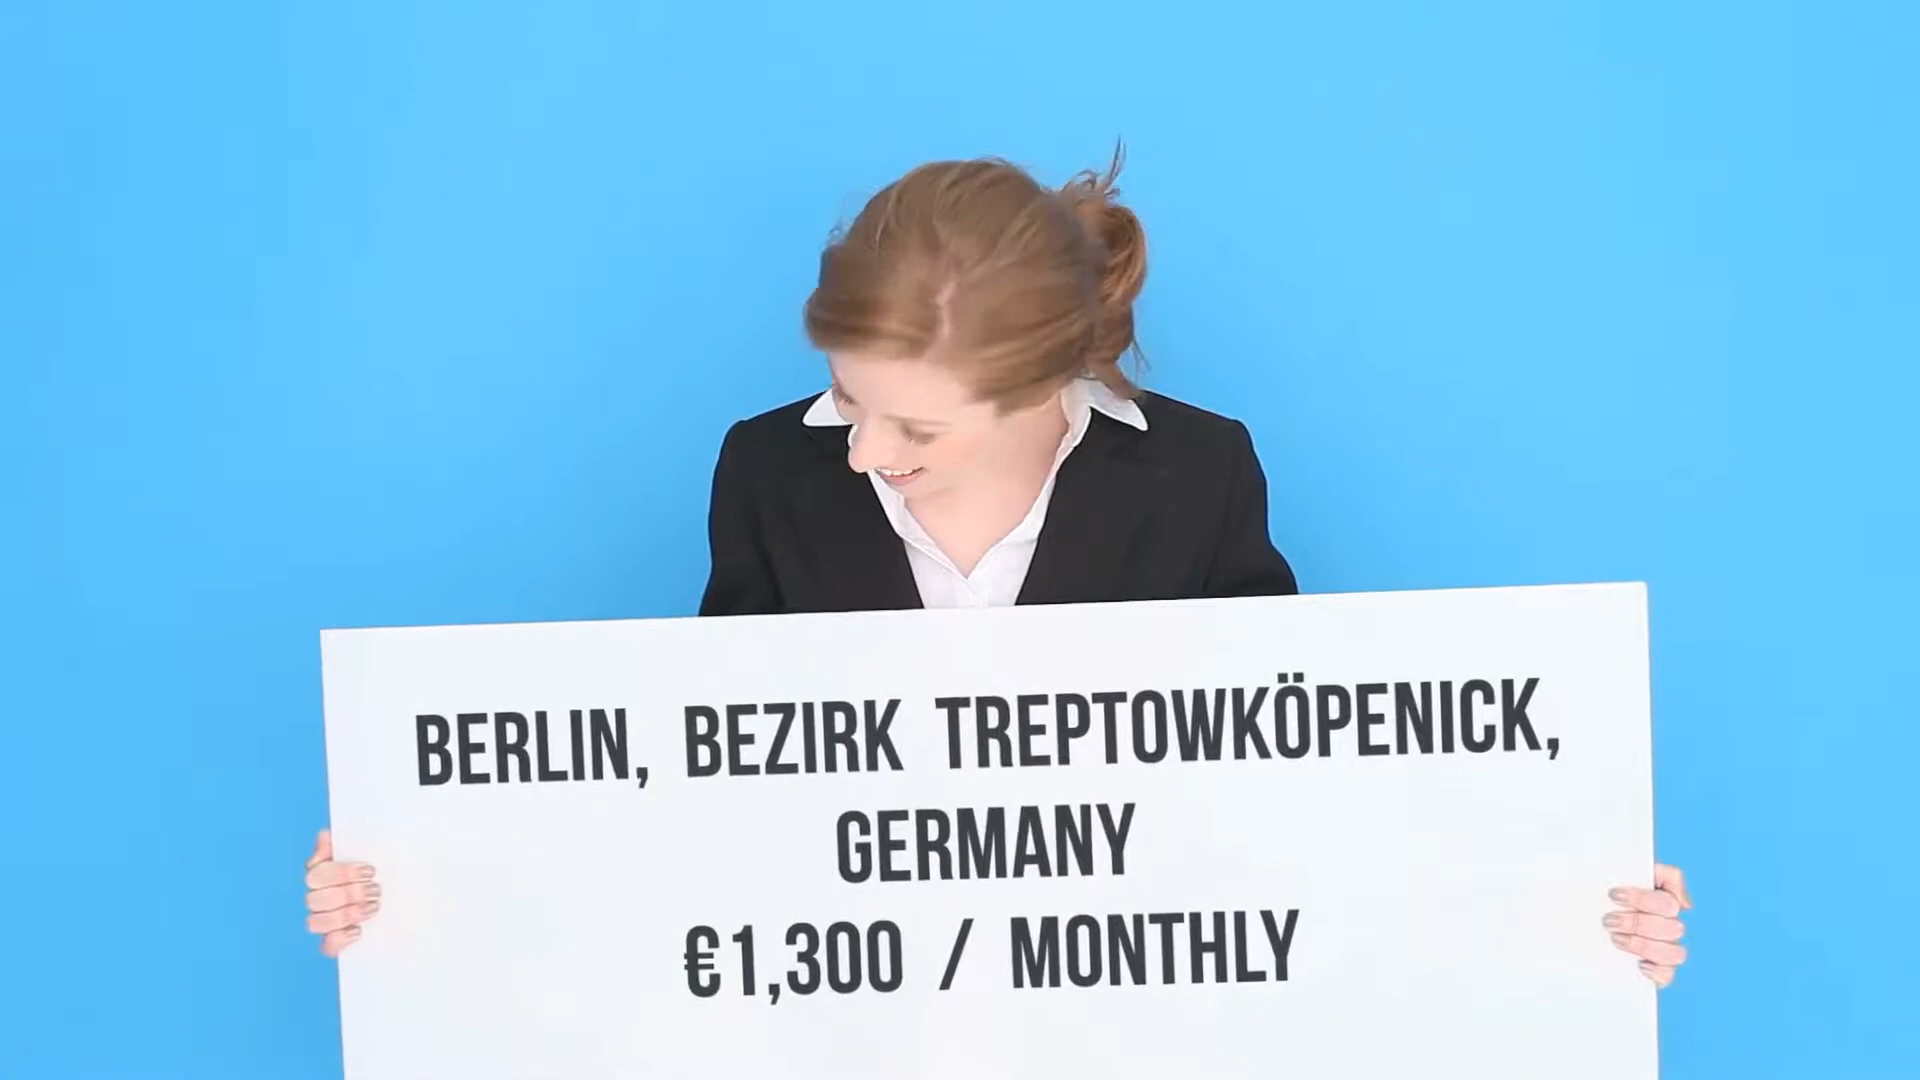 BERLIN, BEZIRK TREPTOWKÖPENICK,
GERMANY
€1,300 / MONTHLY